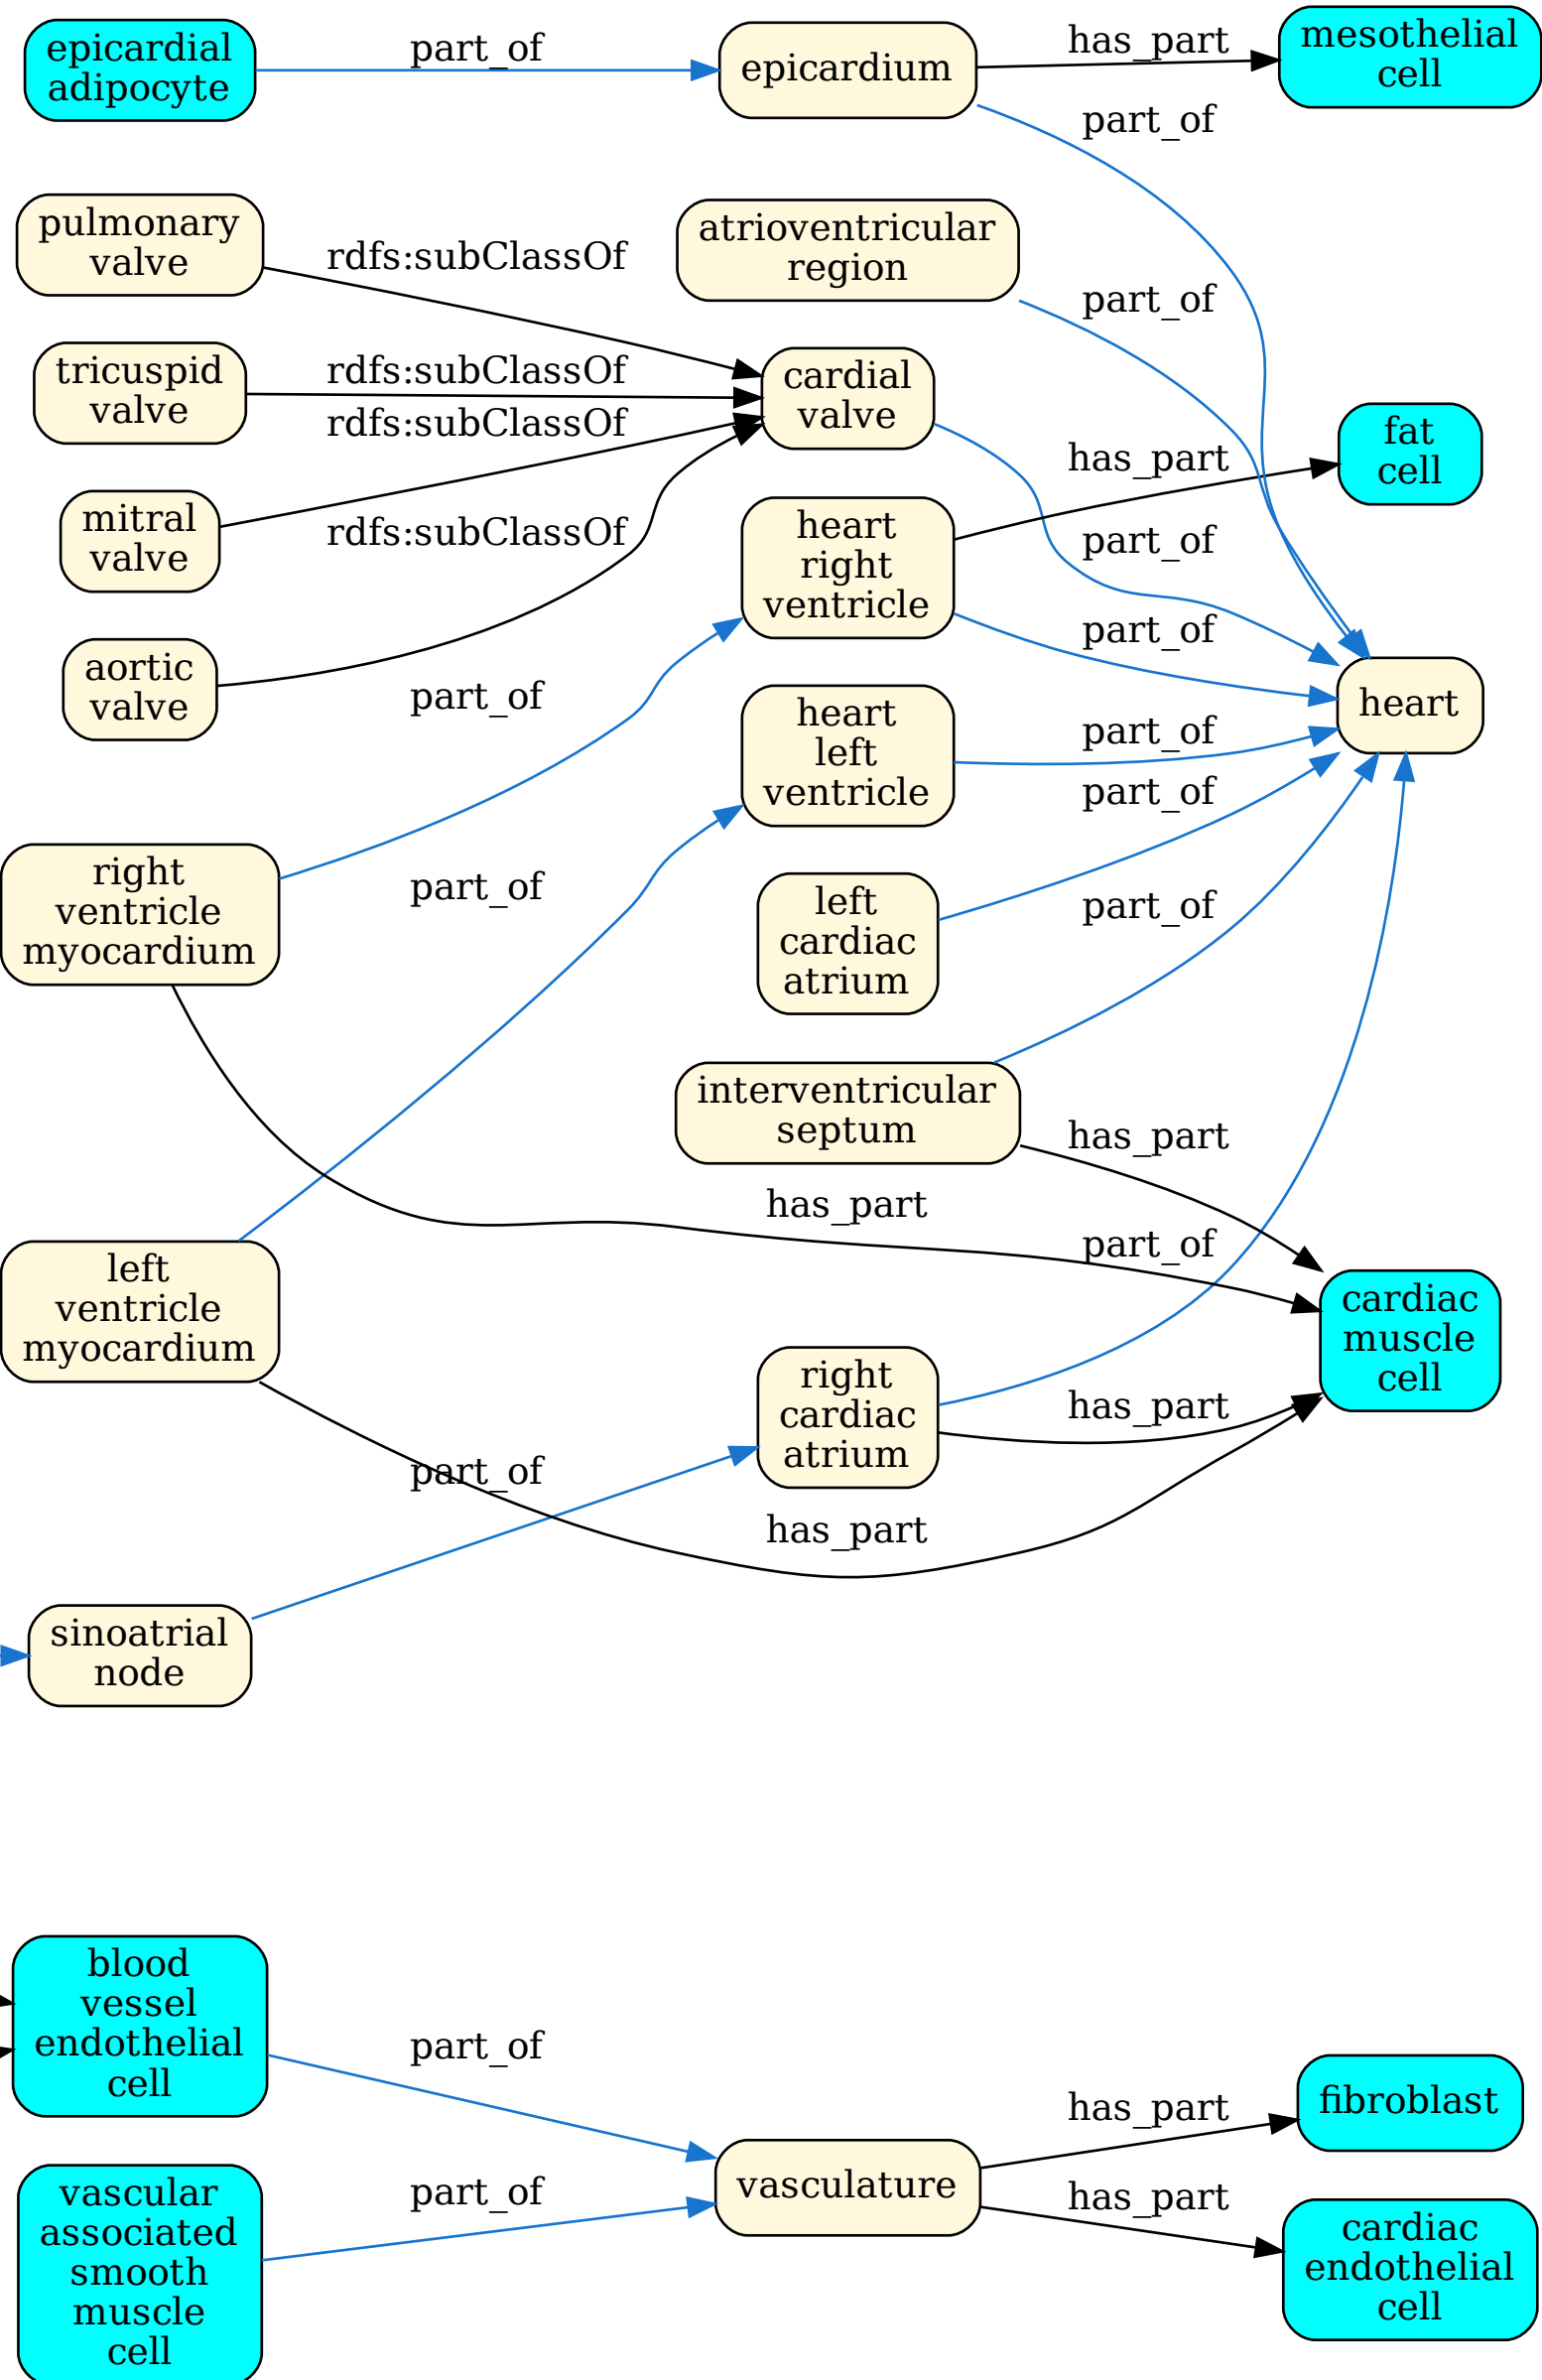 epicardial
adipocyte
part_of
epicardium
has_part
mesothelial
cell
part_of
pulmonary
valve
rdfs:subClassOf
atrioventricular
region
part_of
tricuspid
valve
rdfs:subClassOf
rdfs:subClassOf
cardial
valve
fat
cell
has_part
mitral
valve
rdfs:subClassOf
heart
right
ventricle
part_of
part_of
aortic
valve
part_of
heart
left
ventricle
part_of
heart
part_of
right
ventricle
myocardium
part_of
left
cardiac
atrium
part_of
interventricular
septum
has_part
has_part
part_of
left
ventricle
myocardium
cardiac
muscle
cell
right
cardiac
atrium
has_part
part_of
has_part
sinoatrial
node
blood
vessel
endothelial
cell
part_of
fibroblast
has_part
vasculature
vascular
associated
smooth
muscle
cell
part_of
has_part
cardiac
endothelial
cell